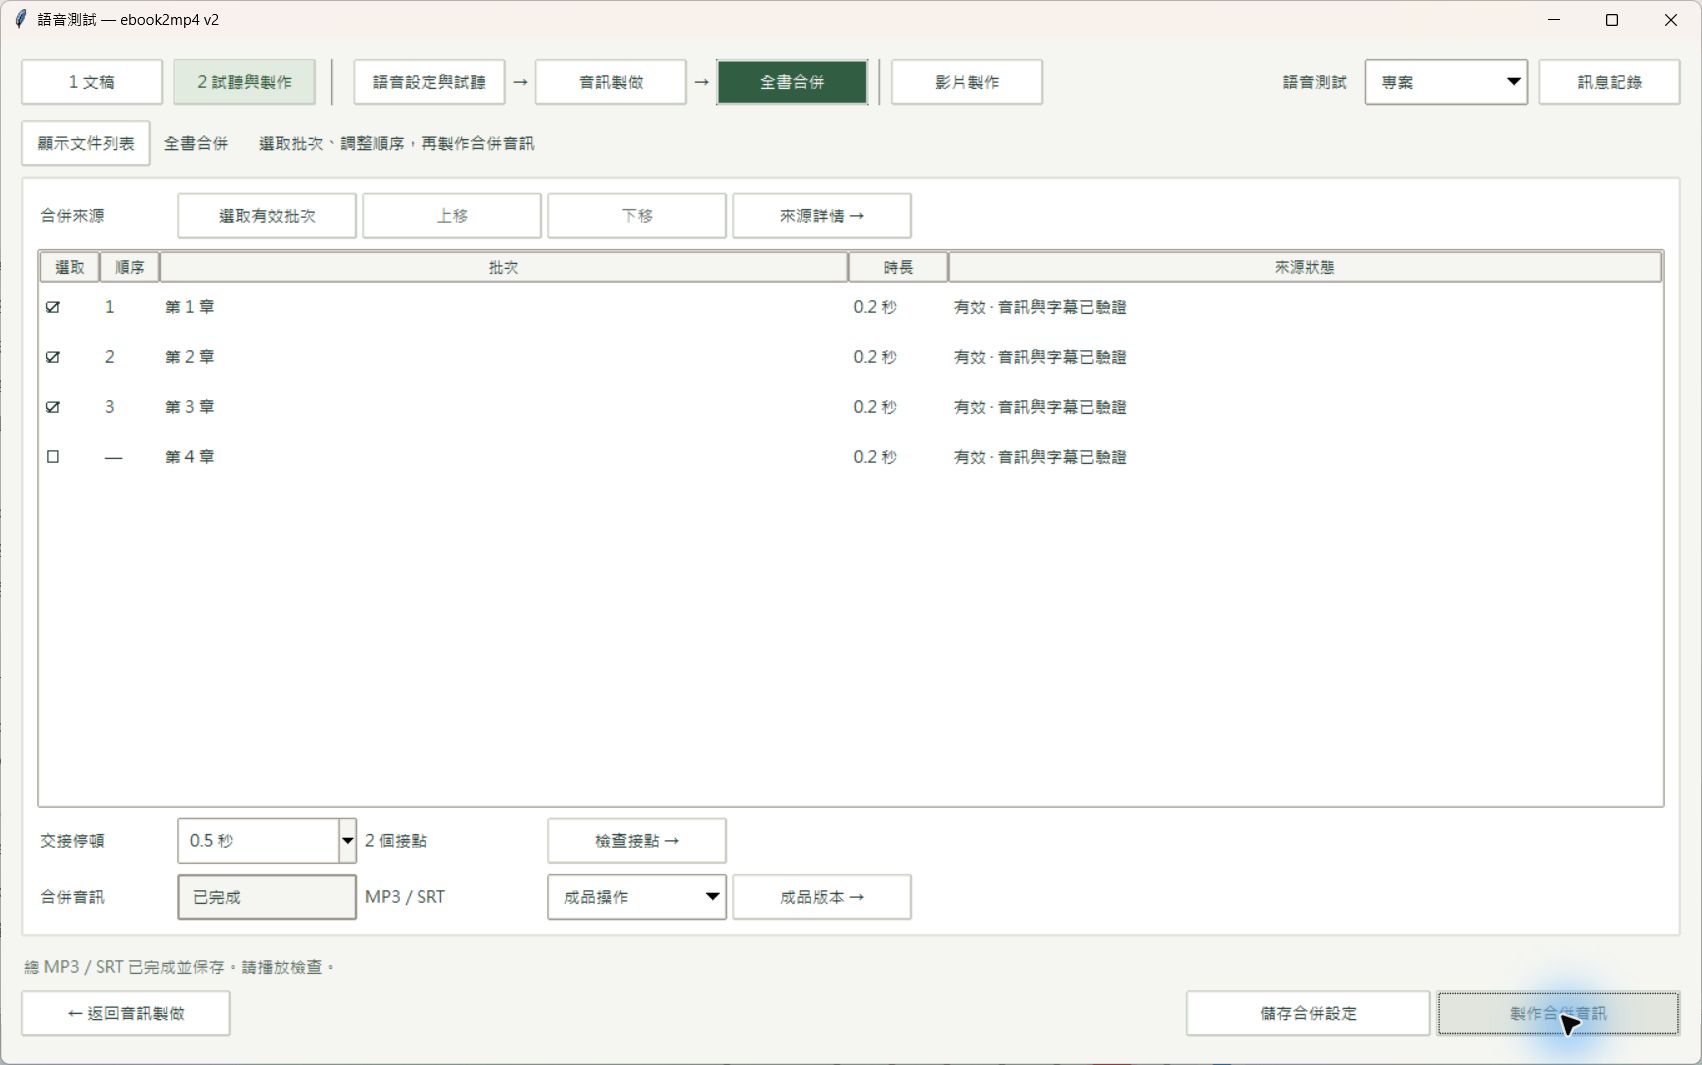 語音測試 — ebook2mp4 v2
1 文稿 2 試聽與製作 語音設定與試聽 → 音訊製做 → 全書合併 影片製作 語音測試 專案 訊息記錄
顯示文件列表 全書合併 選取批次、調整順序，再製作合併音訊
合併來源 選取有效批次 上移 下移 來源詳情 →
選取 順序 批次 時長 來源狀態
1 第 1 章 0.2 秒 有效 · 音訊與字幕已驗證
2 第 2 章 0.2 秒 有效 · 音訊與字幕已驗證
3 第 3 章 0.2 秒 有效 · 音訊與字幕已驗證
— 第 4 章 0.2 秒 有效 · 音訊與字幕已驗證
交接停頓 0.5 秒 2 個接點 檢查接點 →
合併音訊 已完成 MP3 / SRT 成品操作 成品版本 →
總 MP3 / SRT 已完成並保存。請播放檢查。
← 返回音訊製做 儲存合併設定 製作合併音訊